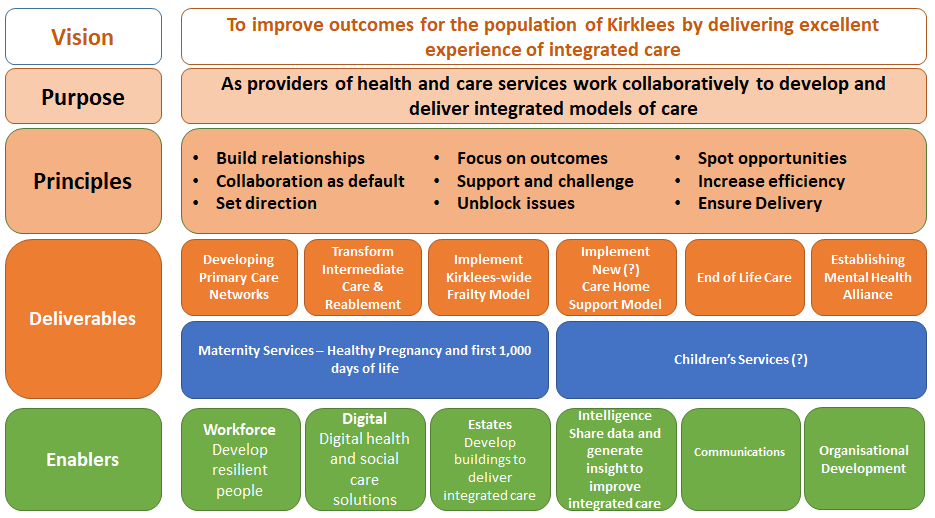 Vision
To improve outcomes for the population of Kirklees by delivering excellent
experience of integrated care
Purpose
As providers of health and care services work collaboratively to develop and
deliver integrated models of care
Principles
• Build relationships
• Collaboration as default
• Set direction
• Focus on outcomes
• Support and challenge
• Unblock issues
• Spot opportunities
• Increase efficiency
• Ensure Delivery
Deliverables
Developing
Primary Care
Networks
Transform
Intermediate
Care &
Reablement
Implement
Kirklees-wide
Frailty Model
Implement
New (?)
Care Home
Support Model
End of Life Care
Establishing
Mental Health
Alliance
Maternity Services – Healthy Pregnancy and first 1,000
days of life
Children's Services (?)
Enablers
Workforce
Develop
resilient
people
Digital
Digital health
and social
care
solutions
Estates
Develop
buildings to
deliver
integrated care
Intelligence
Share data and
generate
insight to
improve
integrated care
Communications
Organisational
Development